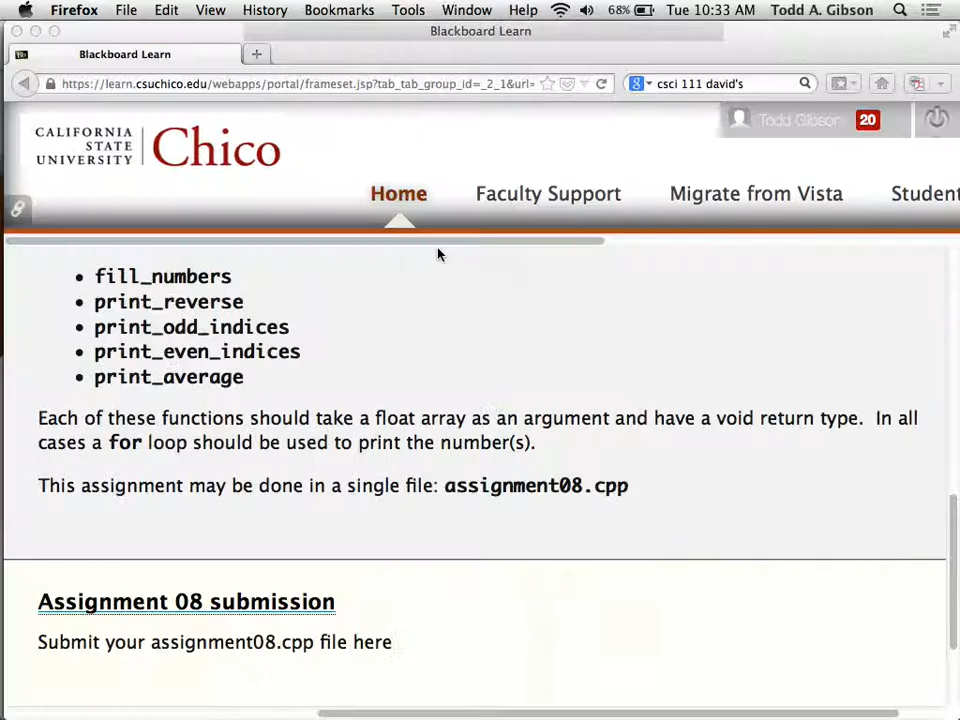 Firefox File Edit View History Bookmarks Tools Window Help 68% Tue 10:33 AM Todd A. Gibson
Blackboard Learn
Blackboard Learn
https://learn.csuchico.edu/webapps/portal/frameset.jsp?tab_tab_group_id=_2_1&url= csci 111 david's
CALIFORNIA
STATE
UNIVERSITY
Chico
Todd Gibson 20
Home Faculty Support Migrate from Vista Student
• fill_numbers
• print_reverse
• print_odd_indices
• print_even_indices
• print_average
Each of these functions should take a float array as an argument and have a void return type. In all
cases a for loop should be used to print the number(s).
This assignment may be done in a single file: assignment08.cpp
Assignment 08 submission
Submit your assignment08.cpp file here